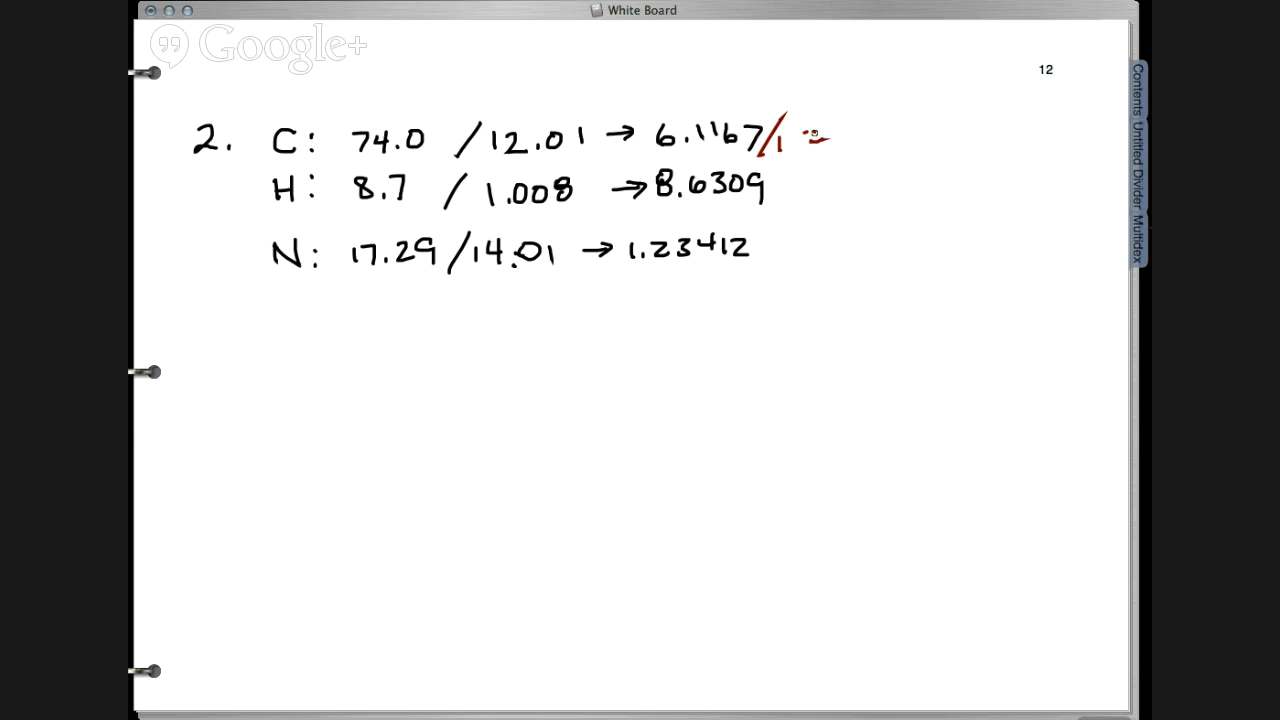 White Board
Google+
12
Contents Untitled Divider Multidex
2. C: 74.0 / 12.01 → 6.1167/1 =
H: 8.7 / 1.008 → 8.6309
N: 17.29 / 14.01 → 1.23412